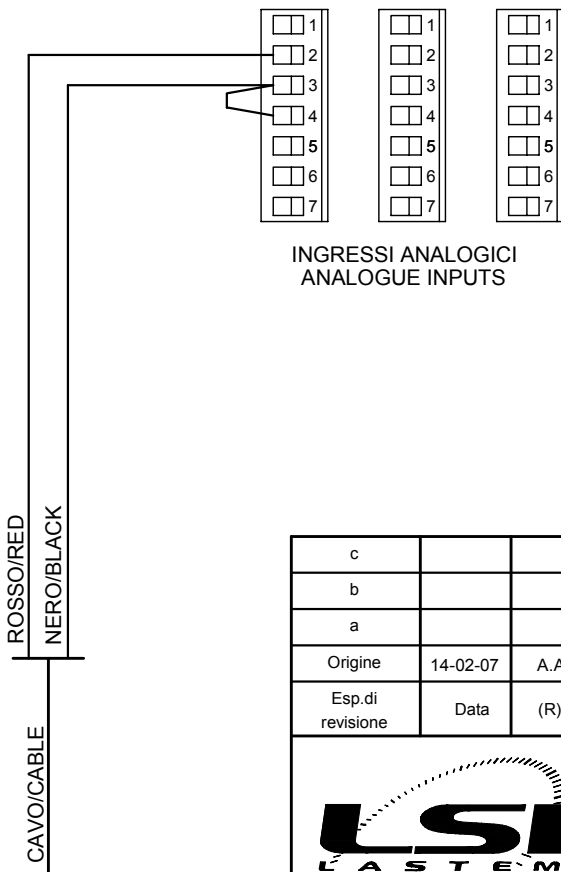 1 1 1
2 2 2
3 3 3
4 4 4
5 5 5
6 6 6
7 7 7
INGRESSI ANALOGICI
ANALOGUE INPUTS
ROSSO/RED
NERO/BLACK
CAVO/CABLE
c
b
a
Origine 14-02-07 A.A
Esp.di
revisione Data (R)
LSI
LASTEM